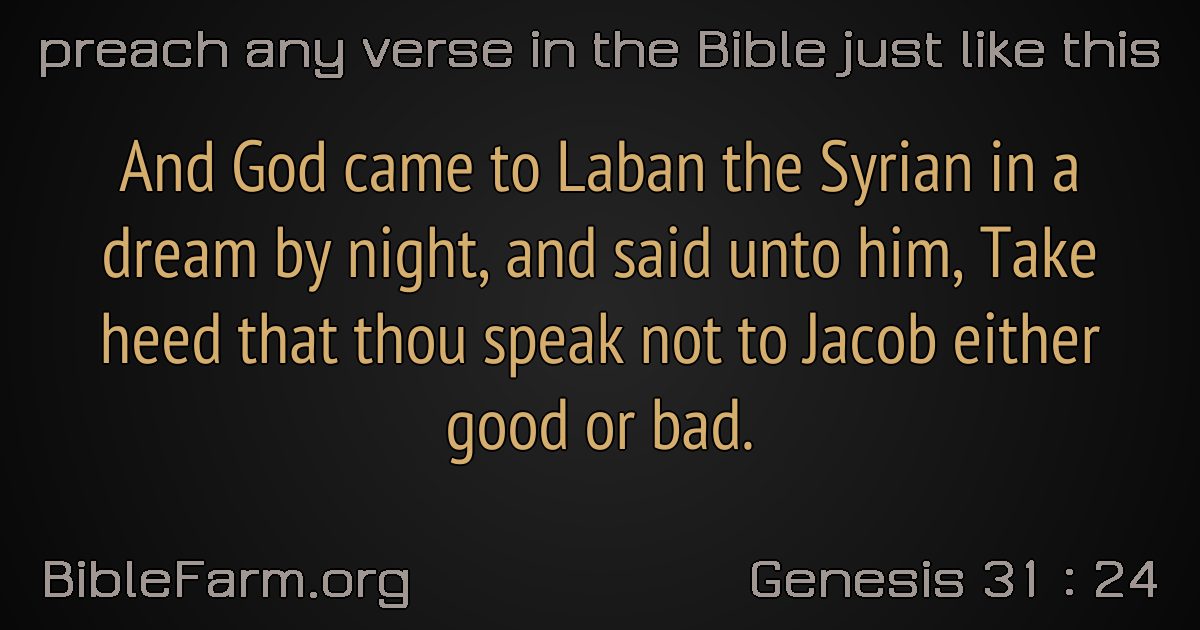 preach any verse in the Bible just like this
And God came to Laban the Syrian in a
dream by night, and said unto him, Take
heed that thou speak not to Jacob either
good or bad.
BibleFarm.org
Genesis 31 : 24